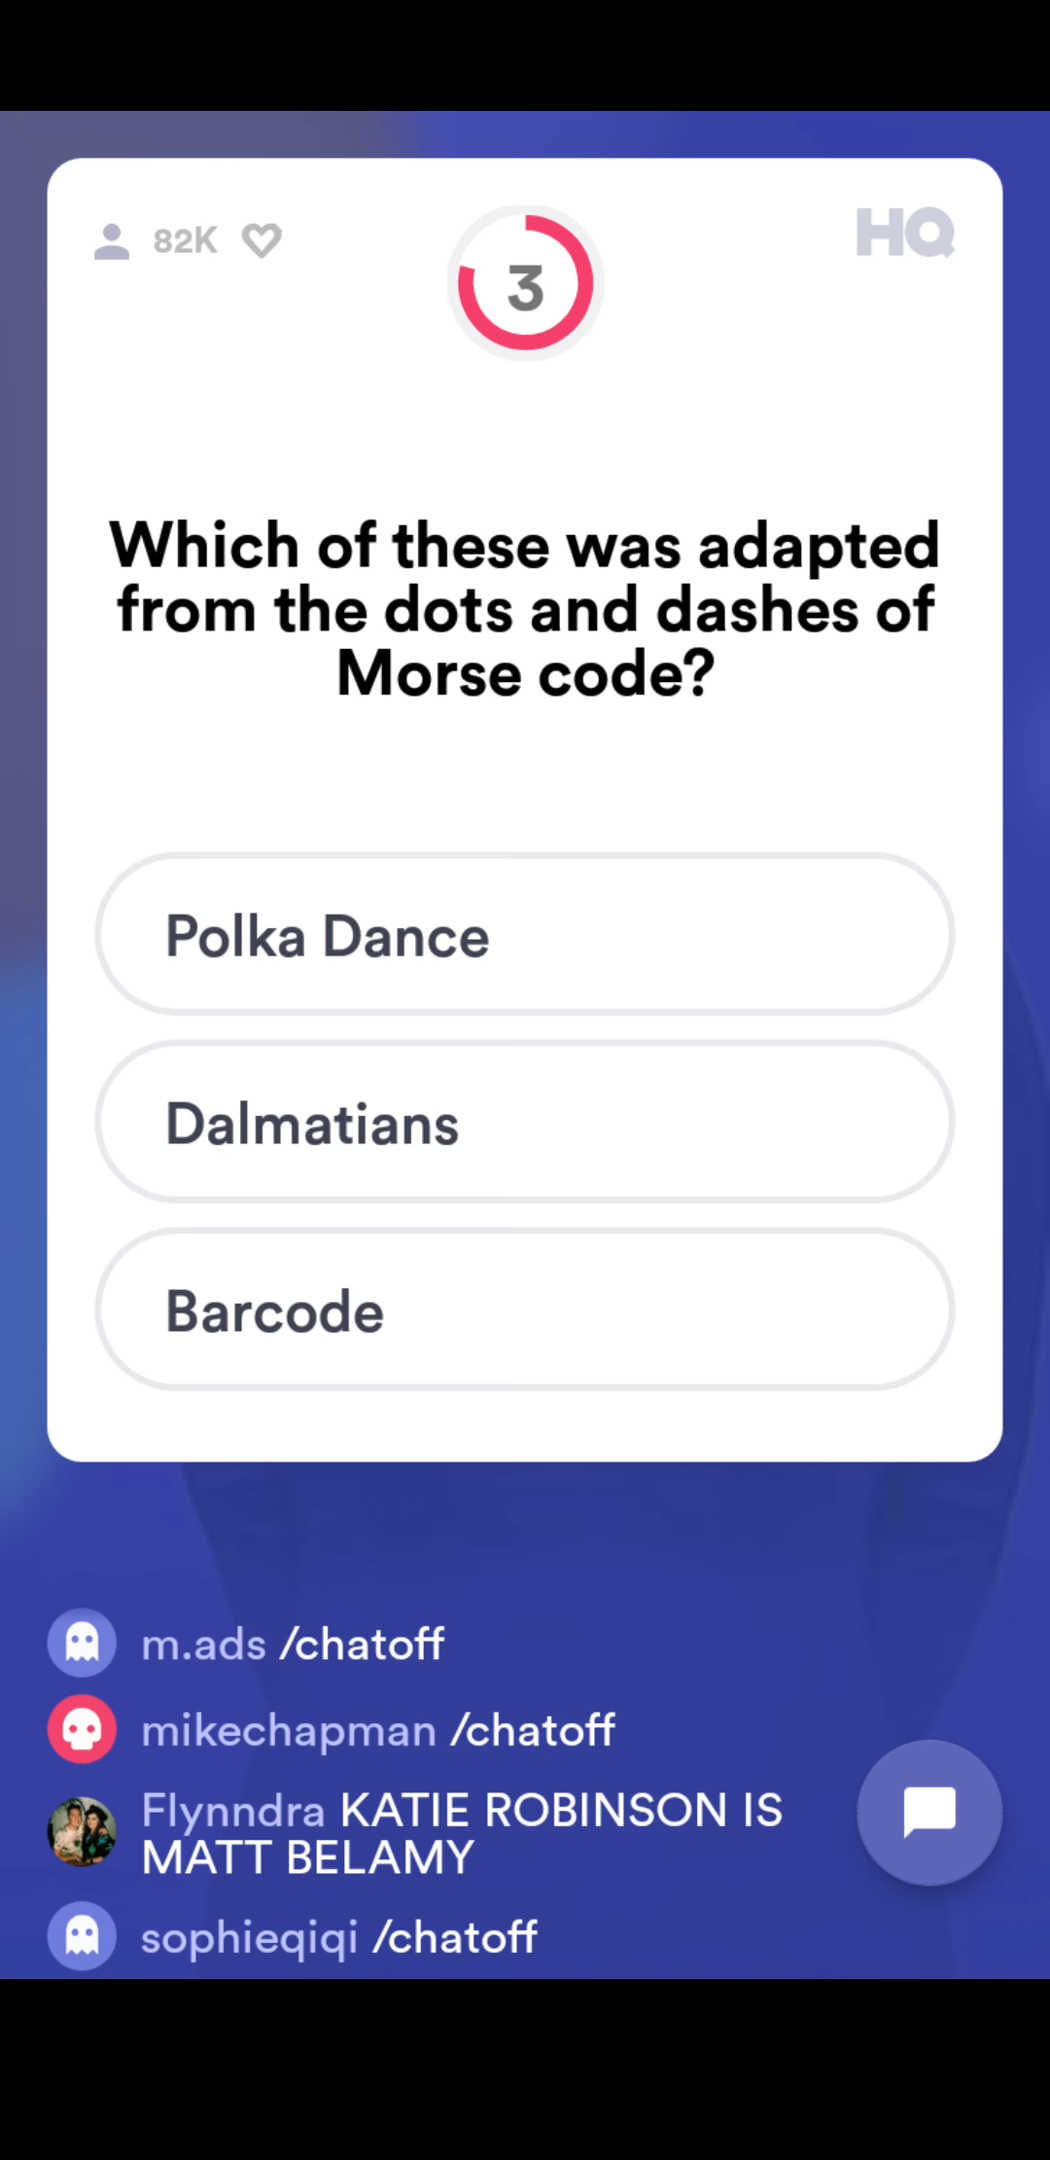 82K
3
HQ
Which of these was adapted
from the dots and dashes of
Morse code?
Polka Dance
Dalmatians
Barcode
m.ads /chatoff
mikechapman /chatoff
Flynndra KATIE ROBINSON IS
MATT BELAMY
sophieqiqi /chatoff